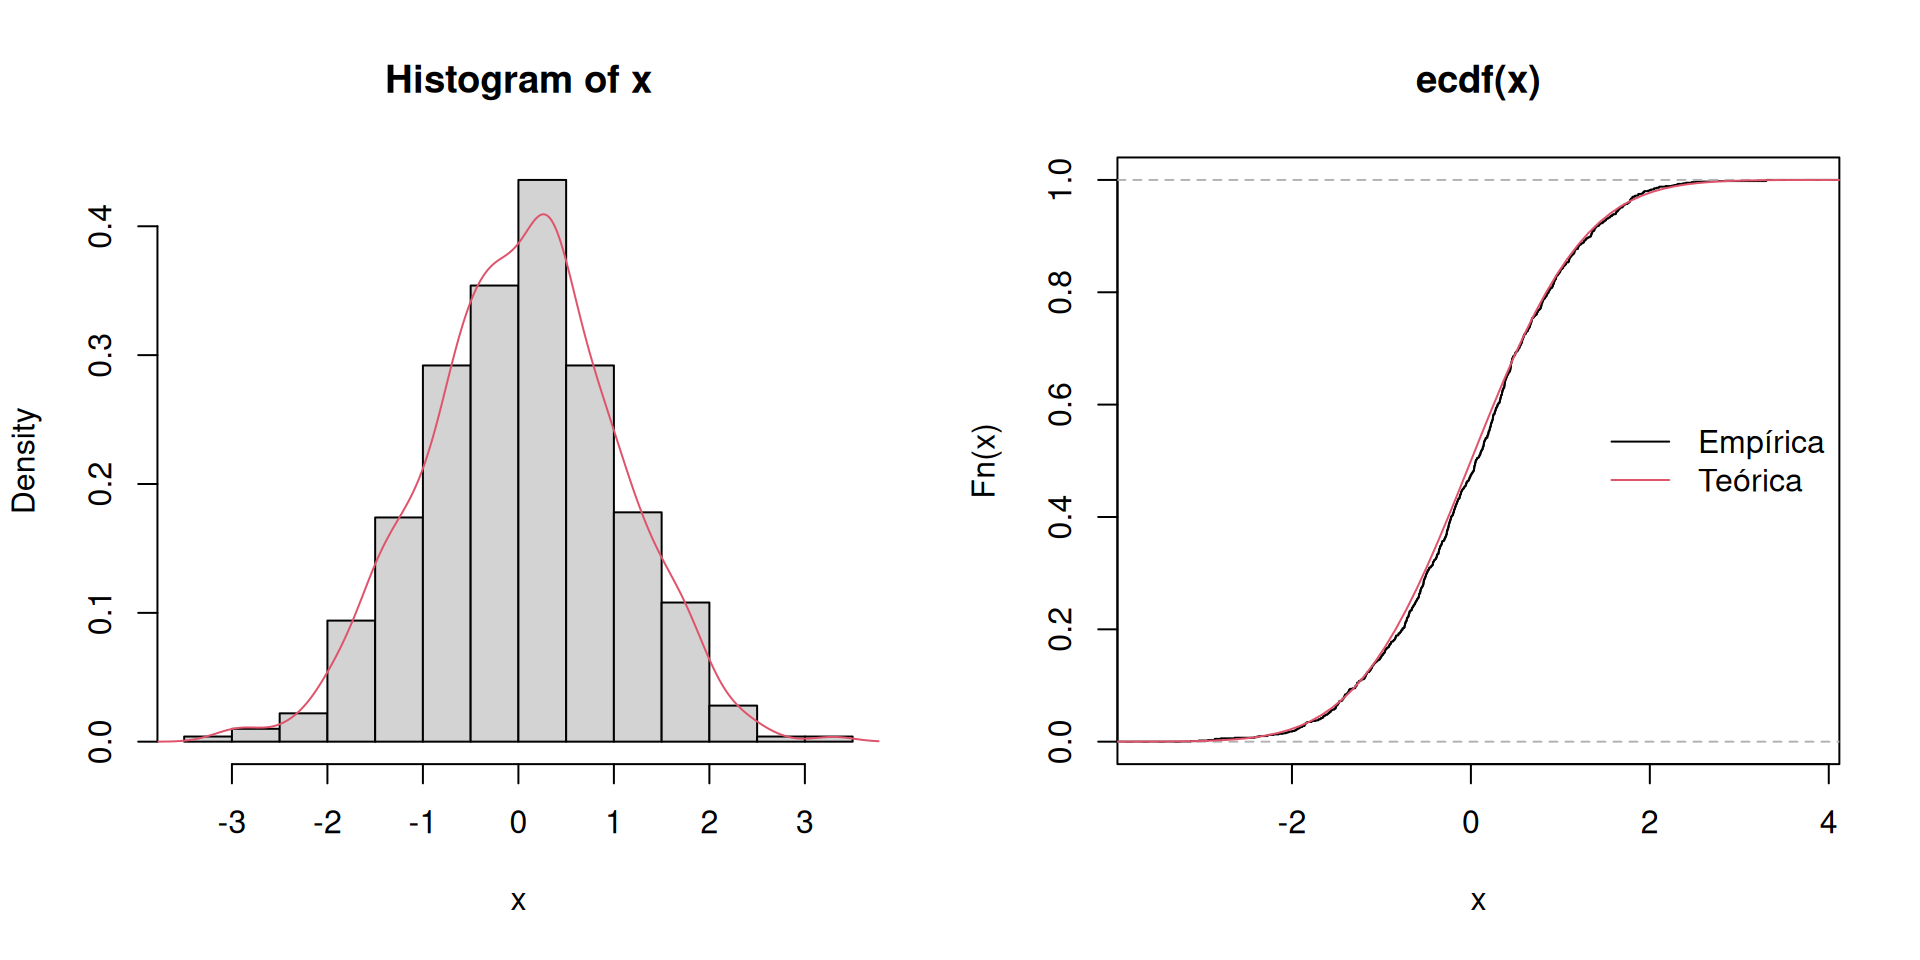 Histogram of x
Density
0.0 0.1 0.2 0.3 0.4
-3 -2 -1 0 1 2 3
x
ecdf(x)
Fn(x)
0.0 0.2 0.4 0.6 0.8 1.0
Empírica
Teórica
-2 0 2 4
x